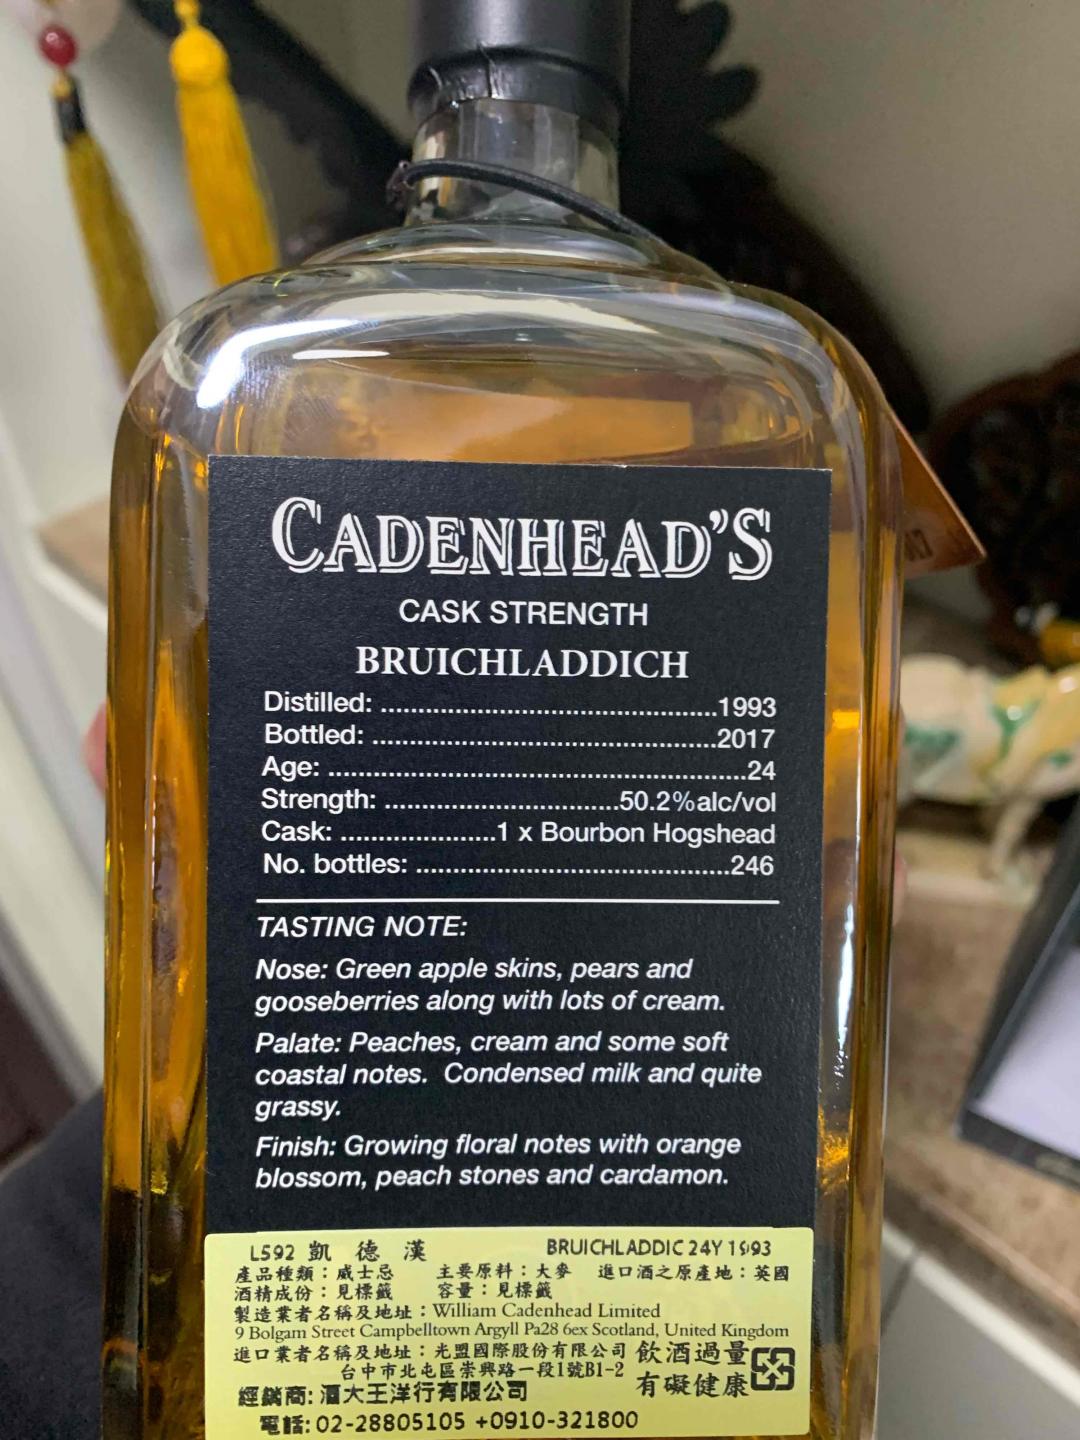 CADENHEAD'S
CASK STRENGTH
BRUICHLADDICH
Distilled: ............................................1993
Bottled: .............................................2017
Age: ......................................................24
Strength: ..............................50.2%alc/vol
Cask: ....................1 x Bourbon Hogshead
No. bottles: .........................................246
TASTING NOTE:
Nose: Green apple skins, pears and
gooseberries along with lots of cream.
Palate: Peaches, cream and some soft
coastal notes. Condensed milk and quite
grassy.
Finish: Growing floral notes with orange
blossom, peach stones and cardamon.
L592 凱 德 漢 BRUICHLADDIC 24Y 1993
產品種類：威士忌 主要原料：大麥 進口酒之原產地：英國
酒精成份：見標籤 容量：見標籤
製造業者名稱及地址：William Cadenhead Limited
9 Bolgam Street Campbelltown Argyll Pa28 6ex Scotland, United Kingdom
進口業者名稱及地址：光盟國際股份有限公司
台中市北屯區崇興路一段1號B1-2
飲酒過量
有礙健康
經銷商: 滙大王洋行有限公司
電話: 02-28805105 +0910-321800